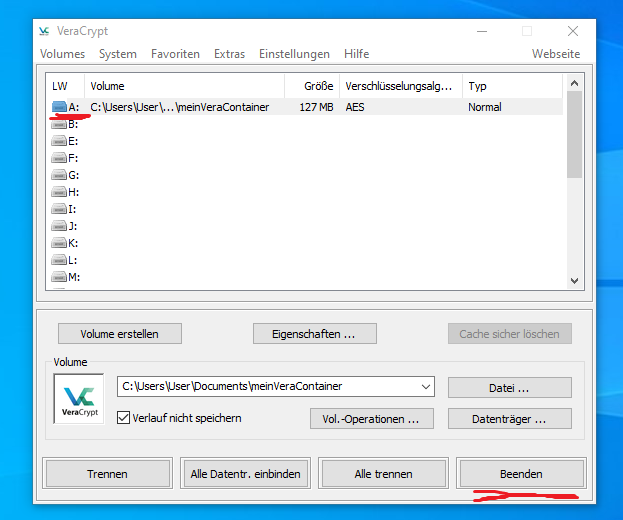 VeraCrypt
Volumes System Favoriten Extras Einstellungen Hilfe Webseite
LW Volume Größe Verschlüsselungsalg... Typ
A: C:\Users\User\...\meinVeraContainer 127 MB AES Normal
B:
E:
F:
G:
H:
I:
J:
K:
L:
M:
Volume erstellen Eigenschaften ... Cache sicher löschen
Volume
VeraCrypt
C:\Users\User\Documents\meinVeraContainer Datei ...
Verlauf nicht speichern Vol.-Operationen ... Datenträger ...
Trennen Alle Datentr. einbinden Alle trennen Beenden